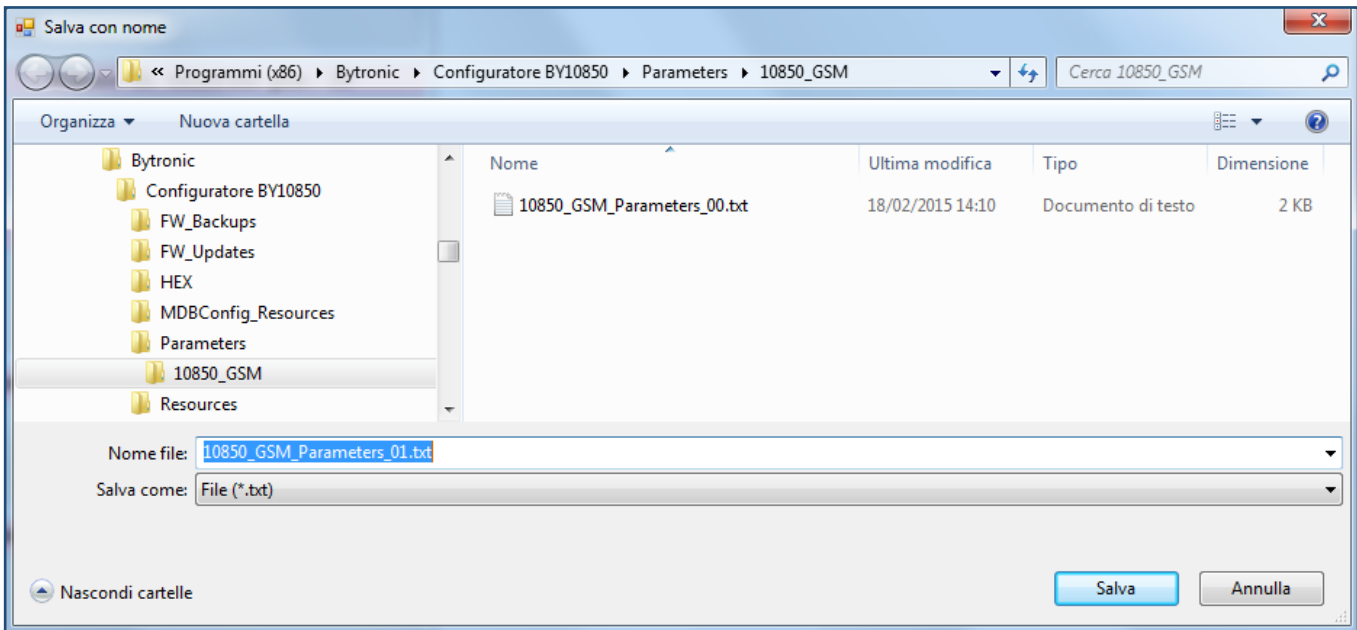 Salva con nome
« Programmi (x86) ▸ Bytronic ▸ Configuratore BY10850 ▸ Parameters ▸ 10850_GSM
Cerca 10850_GSM
Organizza Nuova cartella
Bytronic
Configuratore BY10850
FW_Backups
FW_Updates
HEX
MDBConfig_Resources
Parameters
10850_GSM
Resources
Nome Ultima modifica Tipo Dimensione
10850_GSM_Parameters_00.txt 18/02/2015 14:10 Documento di testo 2 KB
Nome file: 10850_GSM_Parameters_01.txt
Salva come: File (*.txt)
Nascondi cartelle Salva Annulla